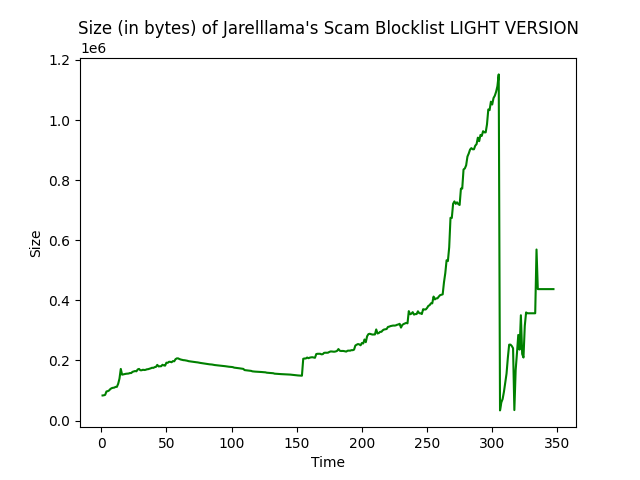 Size (in bytes) of Jarelllama's Scam Blocklist LIGHT VERSION
1e6
1.2
1.0
0.8
0.6
0.4
0.2
0.0
Size
0 50 100 150 200 250 300 350
Time